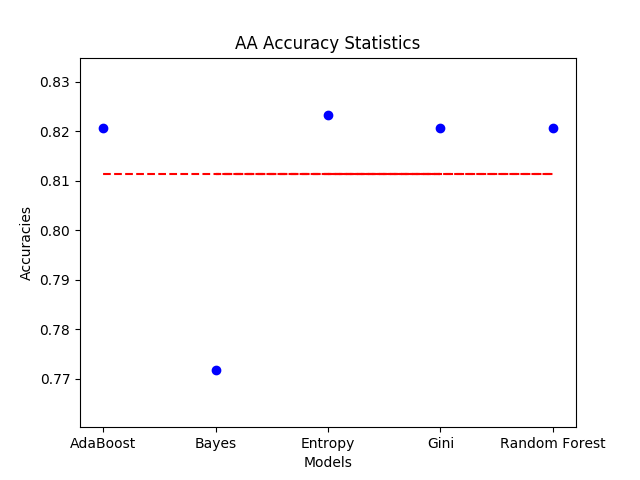 AA Accuracy Statistics
0.83
0.82
0.81
0.80
0.79
0.78
0.77
Accuracies
AdaBoost Bayes Entropy Gini Random Forest
Models